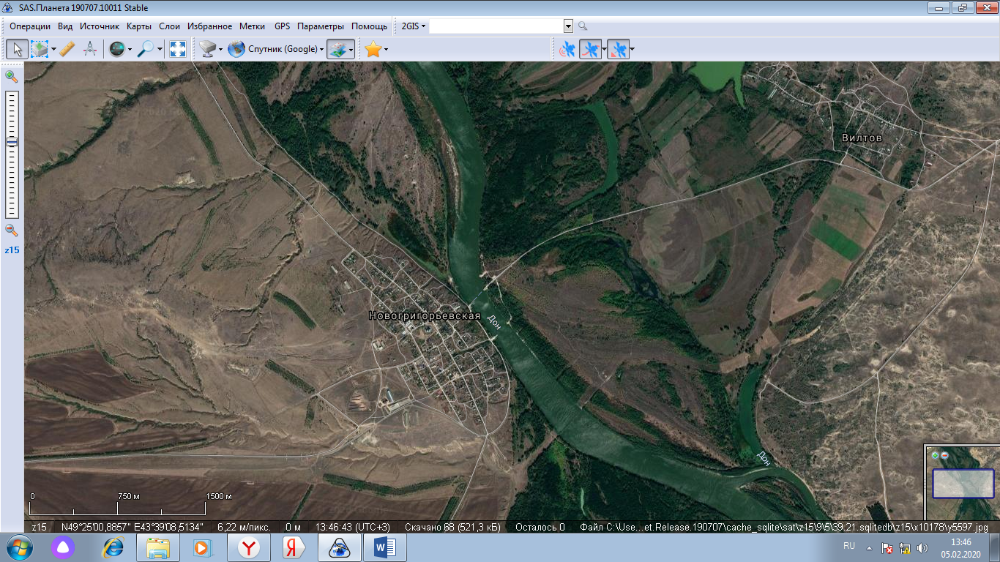 SAS.Планета 190707.10011 Stable
Операции Вид Источник Карты Слои Избранное Метки GPS Параметры Помощь 2GIS
Спутник (Google)
Вилтов
z15
Новогригорьевская
Дон
Дон
0 750 м 1500 м
z15 N49°25'00,8857" E43°39'08,5134" 6,22 м/пикс. 0 м 13:46:43 (UTC+3) Скачано 68 (521,3 кБ) Осталось 0 Файл C:\Use...et.Release.190707\cache_sqlite\sat\z15\9\5\39.21.sqlitedb\z15\x10178\y5597.jpg
RU 13:46
05.02.2020